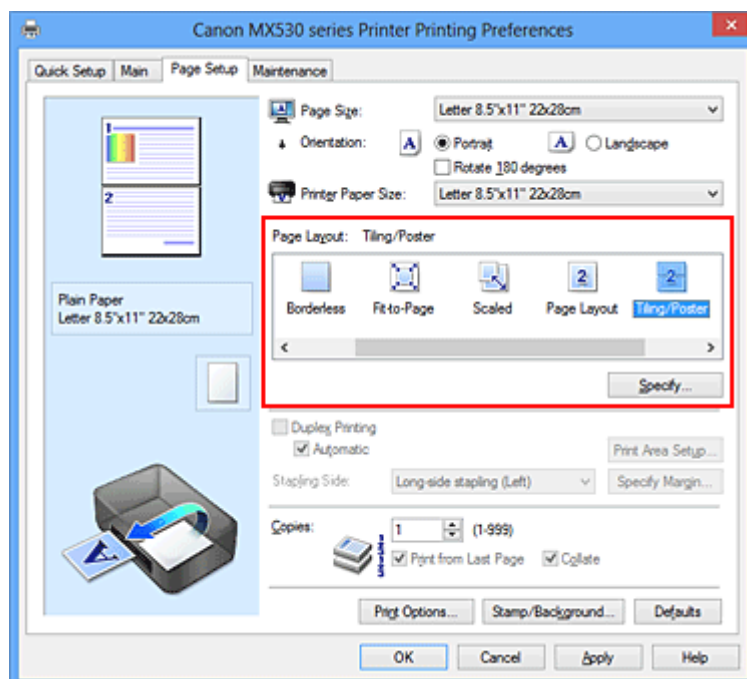 Canon MX530 series Printer Printing Preferences
Quick Setup Main Page Setup Maintenance
1
2
Plain Paper
Letter 8.5"x11" 22x28cm
Page Size: Letter 8.5"x11" 22x28cm
Orientation: A Portrait A Landscape
Rotate 180 degrees
Printer Paper Size: Letter 8.5"x11" 22x28cm
Page Layout: Tiling/Poster
2 2
Borderless Fit-to-Page Scaled Page Layout Tiling/Poster
Specify...
Duplex Printing
Automatic Print Area Setup...
Stapling Side: Long-side stapling (Left) Specify Margin...
A
Copies: 1 (1-999)
Print from Last Page Collate
Print Options... Stamp/Background... Defaults
OK Cancel Apply Help